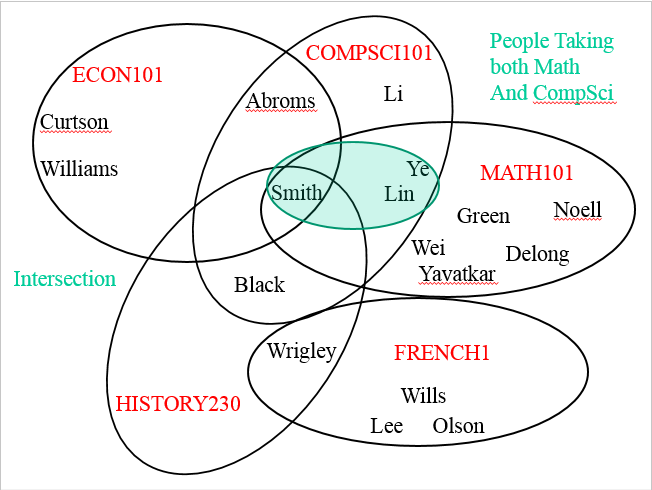 COMPSCI101
People Taking
both Math
And CompSci
ECON101
Abroms
Li
Curtson
Williams
Ye
MATH101
Smith
Lin
Green
Noell
Wei
Delong
Yavatkar
Intersection
Black
Wrigley
FRENCH1
Wills
HISTORY230
Lee
Olson